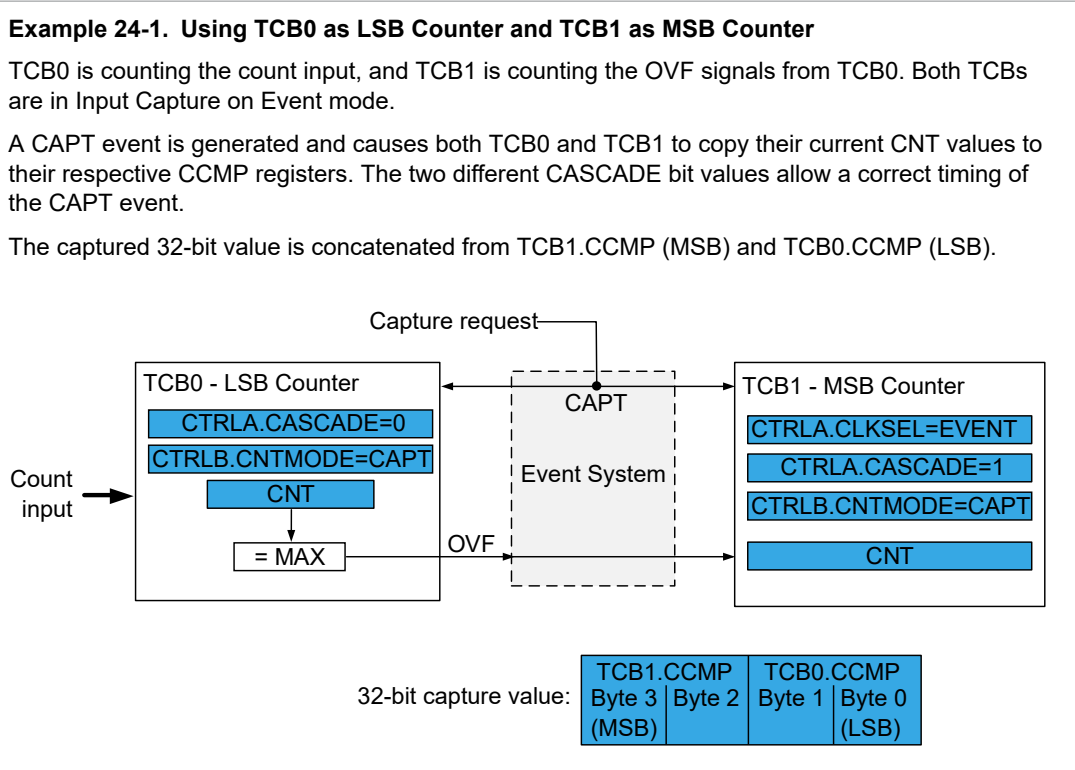 Example 24-1. Using TCB0 as LSB Counter and TCB1 as MSB Counter
TCB0 is counting the count input, and TCB1 is counting the OVF signals from TCB0. Both TCBs
are in Input Capture on Event mode.
A CAPT event is generated and causes both TCB0 and TCB1 to copy their current CNT values to
their respective CCMP registers. The two different CASCADE bit values allow a correct timing of
the CAPT event.
The captured 32-bit value is concatenated from TCB1.CCMP (MSB) and TCB0.CCMP (LSB).
Capture request
TCB0 - LSB Counter
CTRLA.CASCADE=0
CTRLB.CNTMODE=CAPT
CNT
= MAX
Count
input
OVF
CAPT
Event System
TCB1 - MSB Counter
CTRLA.CLKSEL=EVENT
CTRLA.CASCADE=1
CTRLB.CNTMODE=CAPT
CNT
32-bit capture value:
TCB1.CCMP TCB0.CCMP
Byte 3 Byte 2 Byte 1 Byte 0
(MSB) (LSB)